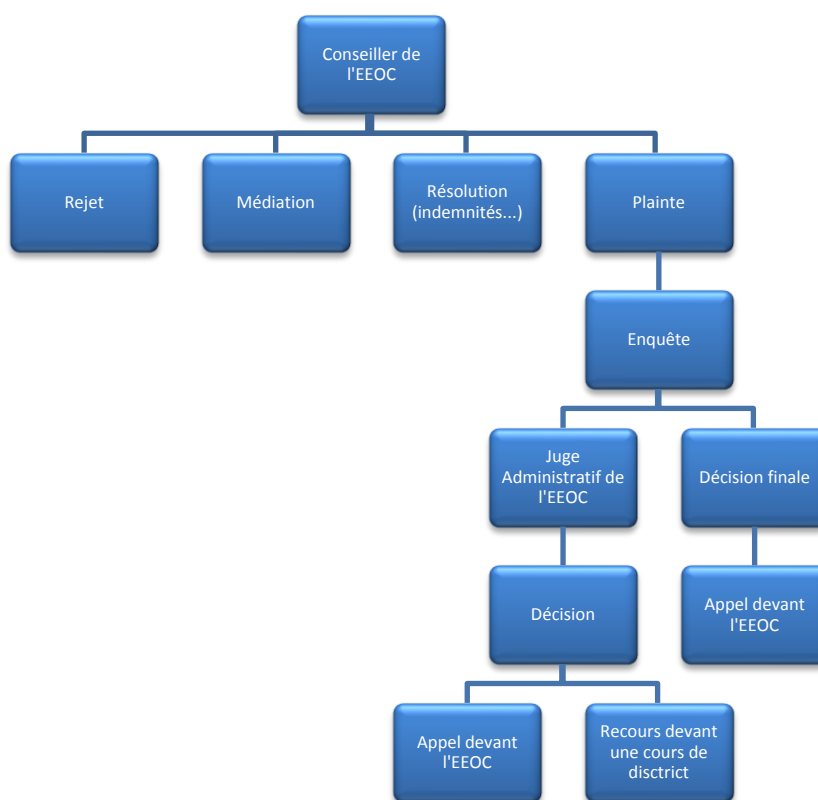 Conseiller de
l'EEOC
Rejet
Médiation
Résolution
(indemnités...)
Plainte
Enquête
Juge
Administratif de
l'EEOC
Décision finale
Décision
Appel devant
l'EEOC
Appel devant
l'EEOC
Recours devant
une cours de
disctrict